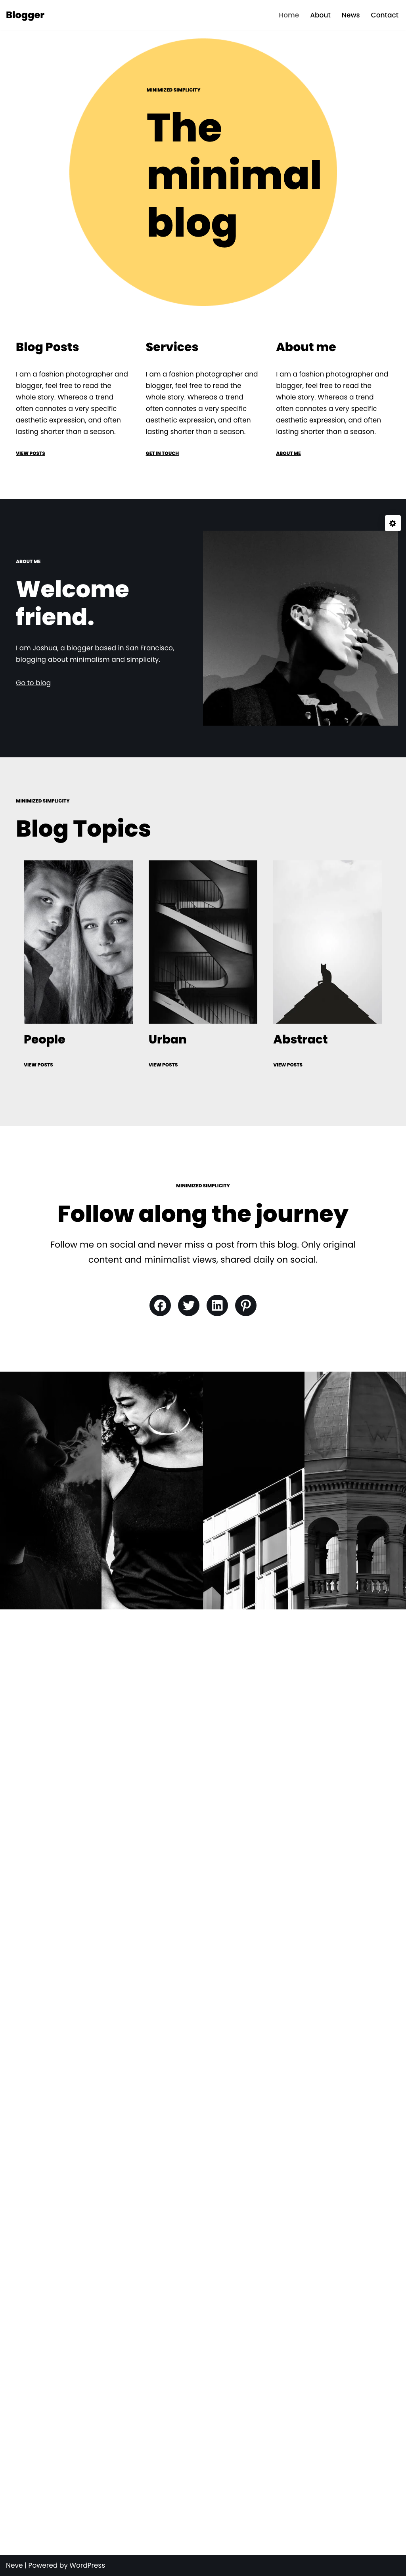 Blogger
Home About News Contact
MINIMIZED SIMPLICITY
The
minimal
blog
Blog Posts
I am a fashion photographer and
blogger, feel free to read the
whole story. Whereas a trend
often connotes a very specific
aesthetic expression, and often
lasting shorter than a season.
VIEW POSTS
Services
I am a fashion photographer and
blogger, feel free to read the
whole story. Whereas a trend
often connotes a very specific
aesthetic expression, and often
lasting shorter than a season.
GET IN TOUCH
About me
I am a fashion photographer and
blogger, feel free to read the
whole story. Whereas a trend
often connotes a very specific
aesthetic expression, and often
lasting shorter than a season.
ABOUT ME
ABOUT ME
Welcome
friend.
I am Joshua, a blogger based in San Francisco,
blogging about minimalism and simplicity.
Go to blog
MINIMIZED SIMPLICITY
Blog Topics
People
VIEW POSTS
Urban
VIEW POSTS
Abstract
VIEW POSTS
MINIMIZED SIMPLICITY
Follow along the journey
Follow me on social and never miss a post from this blog. Only original
content and minimalist views, shared daily on social.
Neve | Powered by WordPress